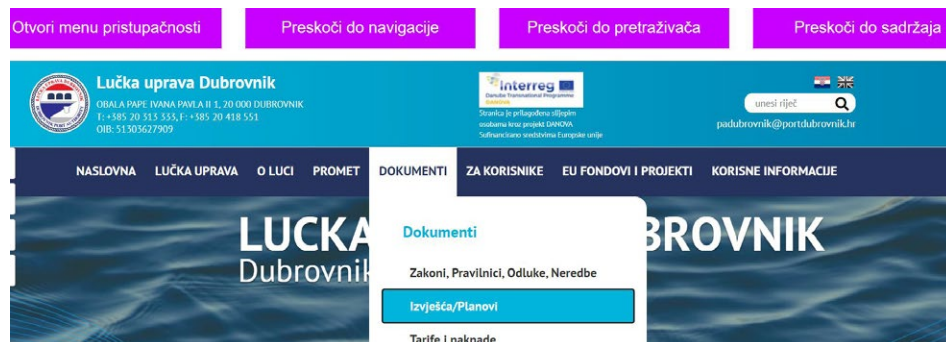 Otvori menu pristupačnosti
Preskoči do navigacije
Preskoči do pretraživača
Preskoči do sadržaja
Lučka uprava Dubrovnik
OBALA PAPE IVANA PAVLA II 1, 20 000 DUBROVNIK
T: +385 20 313 333, F: +385 20 418 551
OIB: 51303627909
Interreg
Danube Transnational Programme
DANOVA
Stranica je prilagođena slijepim
osobama kroz projekt DANOVA
Sufinancirano sredstvima Europske unije
unesi riječ
padubrovnik@portdubrovnik.hr
NASLOVNA LUČKA UPRAVA O LUCI PROMET DOKUMENTI ZA KORISNIKE EU FONDOVI I PROJEKTI KORISNE INFORMACIJE
LUCKA BROVNIK
Dubrovnik
Dokumenti
Zakoni, Pravilnici, Odluke, Neredbe
Izvješća/Planovi
Tarife i naknade